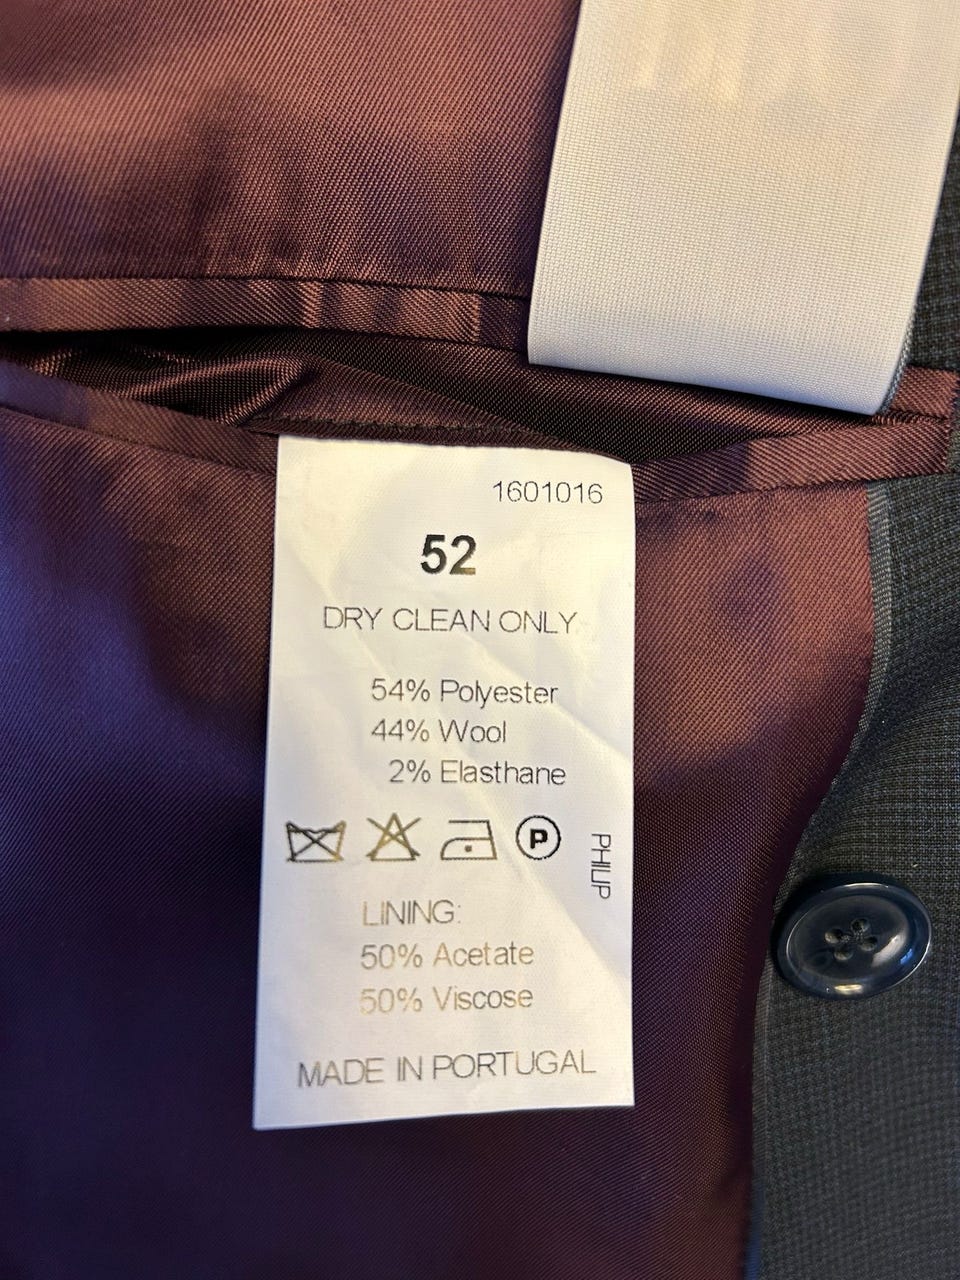 1601016
52
DRY CLEAN ONLY
54% Polyester
44% Wool
2% Elasthane
P
PHILIP
LINING:
50% Acetate
50% Viscose
MADE IN PORTUGAL